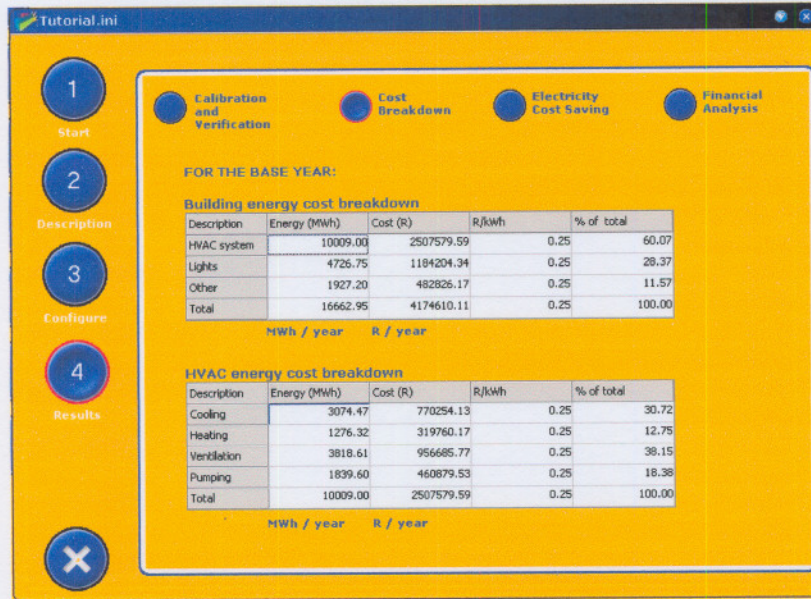 Tutorial.ini
1
Start
2
Description
3
Configure
4
Results
Calibration and Verification
Cost Breakdown
Electricity Cost Saving
Financial Analysis
FOR THE BASE YEAR:
Building energy cost breakdown
Description Energy (MWh) Cost (R) R/kWh % of total
HVAC system 10009.00 2507579.59 0.25 60.07
Lights 4726.75 1184204.34 0.25 28.37
Other 1927.20 482826.17 0.25 11.57
Total 16662.95 4174610.11 0.25 100.00
MWh / year R / year
HVAC energy cost breakdown
Description Energy (MWh) Cost (R) R/kWh % of total
Cooling 3074.47 770254.13 0.25 30.72
Heating 1276.32 319760.17 0.25 12.75
Ventilation 3818.61 956685.77 0.25 38.15
Pumping 1839.60 460879.53 0.25 18.38
Total 10009.00 2507579.59 0.25 100.00
MWh / year R / year